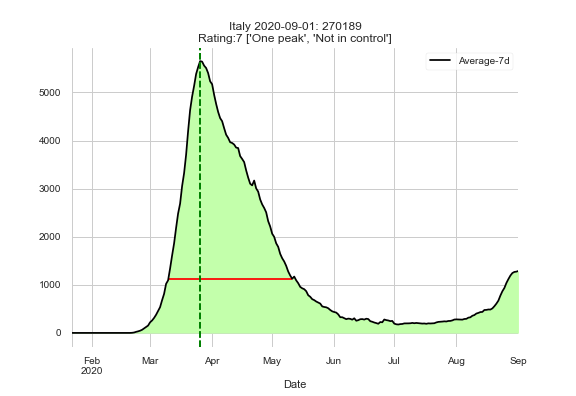 Italy 2020-09-01: 270189
Rating:7 ['One peak', 'Not in control']
Average-7d
5000
4000
3000
2000
1000
0
Feb Mar Apr May Jun Jul Aug Sep
2020
Date